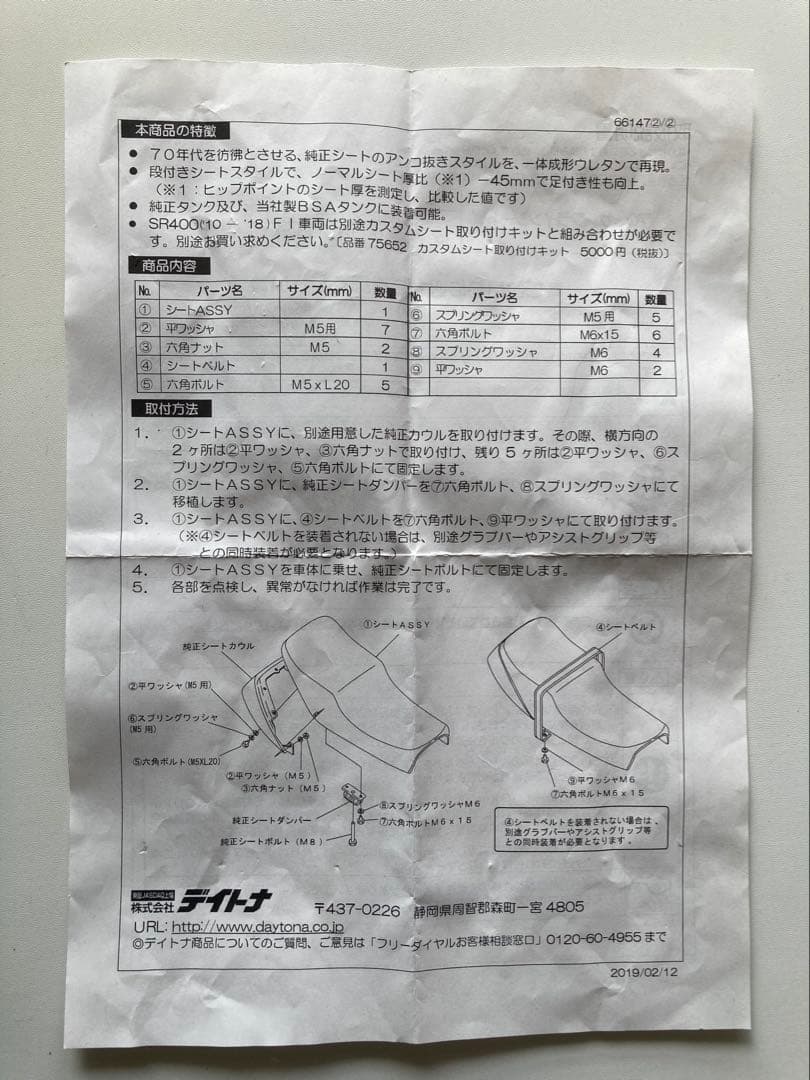 66147②/②
本商品の特徴
● 70年代を彷彿とさせる、純正シートのアンコ抜きスタイルを、一体成形ウレタンで再現。
● 段付きシートスタイルで、ノーマルシート厚比（※1）－45mmで足付き性も向上。
（※1：ヒップポイントのシート厚を測定し、比較した値です）
● 純正タンク及び、当社製BSAタンクに装着可能。
● SR400('10－'18)FI車両は別途カスタムシート取り付けキットと組み合わせが必要で
す。別途お買い求めください。〔品番75652 カスタムシート取り付けキット 5000円（税抜）〕
商品内容
No. パーツ名 サイズ(mm) 数量
① シートASSY 1
② 平ワッシャ M5用 7
③ 六角ナット M5 2
④ シートベルト 1
⑤ 六角ボルト M5×L20 5
No. パーツ名 サイズ(mm) 数量
⑥ スプリングワッシャ M5用 5
⑦ 六角ボルト M6x15 6
⑧ スプリングワッシャ M6 4
⑨ 平ワッシャ M6 2
取付方法
1． ①シートASSYに、別途用意した純正カウルを取り付けます。その際、横方向の
2ヶ所は②平ワッシャ、③六角ナットで取り付け、残り5ヶ所は②平ワッシャ、⑥ス
プリングワッシャ、⑤六角ボルトにて固定します。
2． ①シートASSYに、純正シートダンパーを⑦六角ボルト、⑧スプリングワッシャにて
移植します。
3． ①シートASSYに、④シートベルトを⑦六角ボルト、⑨平ワッシャにて取り付けます。
（※④シートベルトを装着されない場合は、別途グラブバーやアシストグリップ等
との同時装着が必要となります。）
4． ①シートASSYを車体に乗せ、純正シートボルトにて固定します。
5． 各部を点検し、異常がなければ作業は完了です。
①シートASSY
純正シートカウル
②平ワッシャ(M5用)
⑥スプリングワッシャ
(M5用)
⑤六角ボルト(M5XL20)
②平ワッシャ(M5)
③六角ナット(M5)
純正シートダンパー
純正シートボルト(M8)
⑧スプリングワッシャM6
⑦六角ボルトM6×15
④シートベルト
⑨平ワッシャM6
⑦六角ボルトM6×15
④シートベルトを装着されない場合は、
別途グラブバーやアシストグリップ等
との同時装着が必要となります。
東証JASDAQ上場
株式会社 デイトナ 〒437-0226 静岡県周智郡森町一宮4805
URL: http://www.daytona.co.jp
◎デイトナ商品についてのご質問、ご意見は「フリーダイヤルお客様相談窓口」0120-60-4955まで
2019/02/12